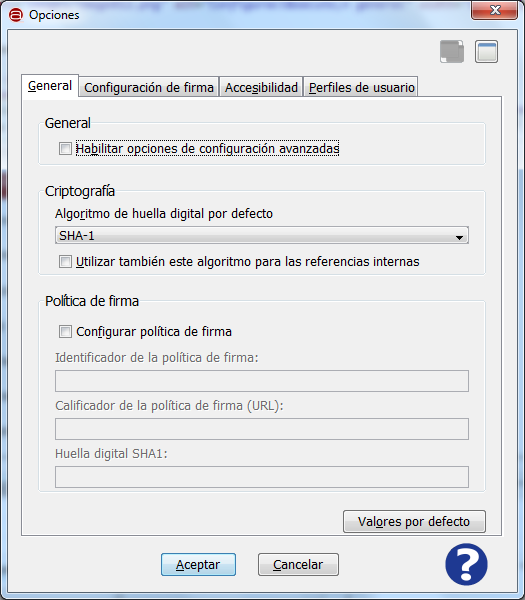 Opciones
General
Configuración de firma
Accesibilidad
Perfiles de usuario
General
Habilitar opciones de configuración avanzadas
Criptografía
Algoritmo de huella digital por defecto
SHA-1
Utilizar también este algoritmo para las referencias internas
Política de firma
Configurar política de firma
Identificador de la política de firma:
Calificador de la política de firma (URL):
Huella digital SHA1:
Valores por defecto
Aceptar
Cancelar
?